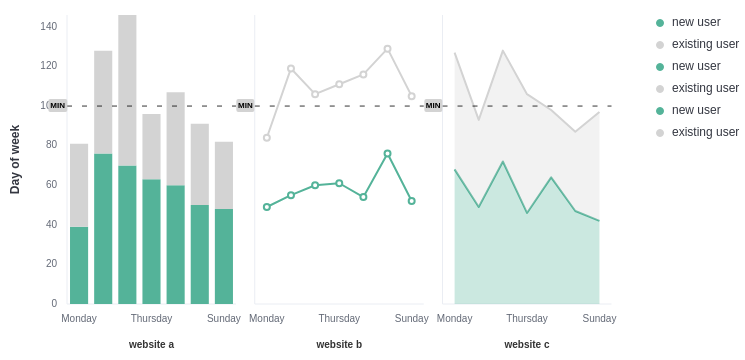 140
120
100
80
60
40
20
0
Day of week
MIN
MIN
MIN
Monday Thursday Sunday
Monday Thursday Sunday
Monday Thursday Sunday
website a
website b
website c
new user
existing user
new user
existing user
new user
existing user